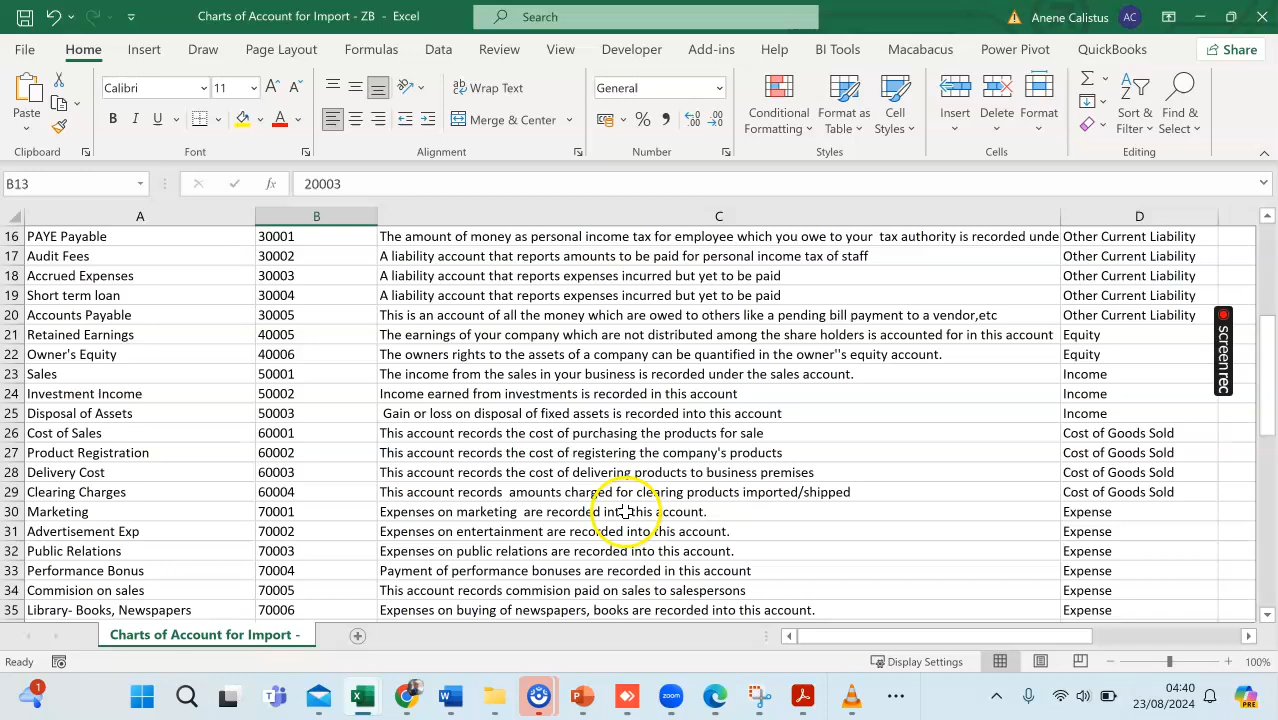 Charts of Account for Import - ZB - Excel
Search
Anene Calistus
AC
File Home Insert Draw Page Layout Formulas Data Review View Developer Add-ins Help BI Tools Macabacus Power Pivot QuickBooks Share
Paste
Clipboard
Calibri 11
B I U
Font
Wrap Text
Merge & Center
Alignment
General
Number
Conditional Formatting
Format as Table
Cell Styles
Styles
Insert Delete Format
Cells
Sort & Filter
Find & Select
Editing
B13 fx 20003
A B C D
16 PAYE Payable 30001 The amount of money as personal income tax for employee which you owe to your tax authority is recorded unde Other Current Liability
17 Audit Fees 30002 A liability account that reports amounts to be paid for personal income tax of staff Other Current Liability
18 Accrued Expenses 30003 A liability account that reports expenses incurred but yet to be paid Other Current Liability
19 Short term loan 30004 A liability account that reports expenses incurred but yet to be paid Other Current Liability
20 Accounts Payable 30005 This is an account of all the money which are owed to others like a pending bill payment to a vendor,etc Other Current Liability
21 Retained Earnings 40005 The earnings of your company which are not distributed among the share holders is accounted for in this account Equity
22 Owner's Equity 40006 The owners rights to the assets of a company can be quantified in the owner''s equity account. Equity
23 Sales 50001 The income from the sales in your business is recorded under the sales account. Income
24 Investment Income 50002 Income earned from investments is recorded in this account Income
25 Disposal of Assets 50003 Gain or loss on disposal of fixed assets is recorded into this account Income
26 Cost of Sales 60001 This account records the cost of purchasing the products for sale Cost of Goods Sold
27 Product Registration 60002 This account records the cost of registering the company's products Cost of Goods Sold
28 Delivery Cost 60003 This account records the cost of delivering products to business premises Cost of Goods Sold
29 Clearing Charges 60004 This account records amounts charged for clearing products imported/shipped Cost of Goods Sold
30 Marketing 70001 Expenses on marketing are recorded into this account. Expense
31 Advertisement Exp 70002 Expenses on entertainment are recorded into this account. Expense
32 Public Relations 70003 Expenses on public relations are recorded into this account. Expense
33 Performance Bonus 70004 Payment of performance bonuses are recorded in this account Expense
34 Commision on sales 70005 This account records commision paid on sales to salespersons Expense
35 Library- Books, Newspapers 70006 Expenses on buying of newspapers, books are recorded into this account. Expense
screenrec
Charts of Account for Import -
Ready
Display Settings
100%
1
04:40
23/08/2024
PRE